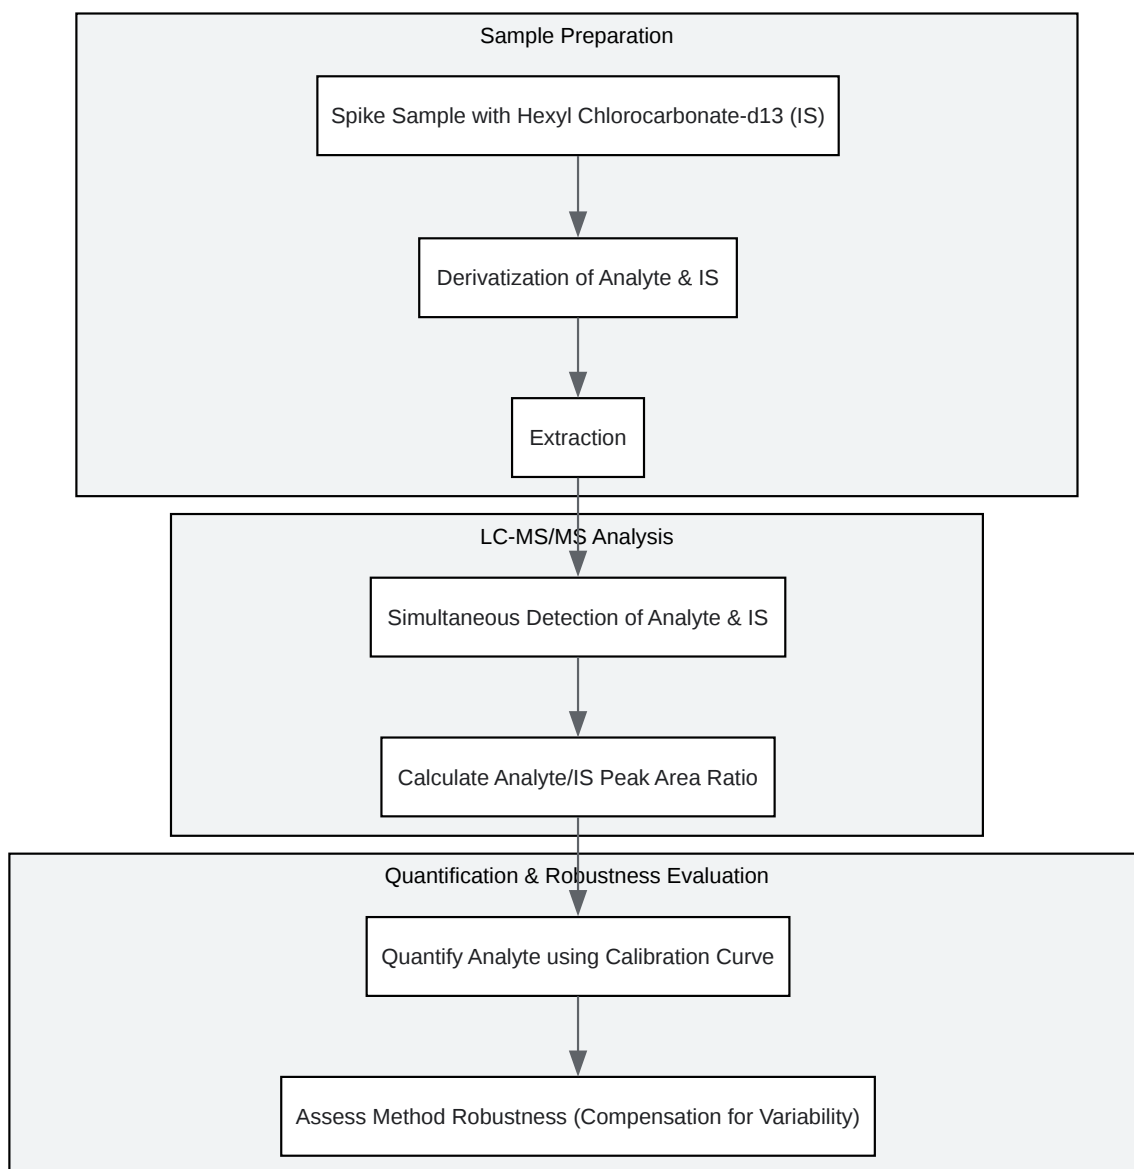 Sample Preparation
Spike Sample with Hexyl Chlorocarbonate-d13 (IS)
Derivatization of Analyte & IS
Extraction
LC-MS/MS Analysis
Simultaneous Detection of Analyte & IS
Calculate Analyte/IS Peak Area Ratio
Quantification & Robustness Evaluation
Quantify Analyte using Calibration Curve
Assess Method Robustness (Compensation for Variability)